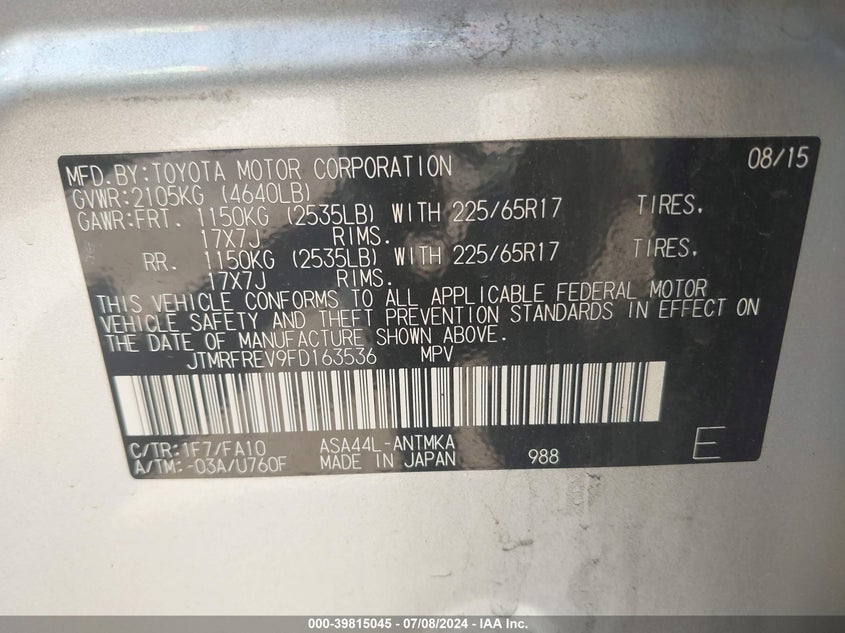 MFD.BY:TOYOTA MOTOR CORPORATION 08/15
GVWR:2105KG (4640LB)
GAWR:FRT. 1150KG (2535LB) WITH 225/65R17 TIRES.
17X7J RIMS.
RR. 1150KG (2535LB) WITH 225/65R17 TIRES.
17X7J RIMS.
THIS VEHICLE CONFORMS TO ALL APPLICABLE FEDERAL MOTOR
VEHICLE SAFETY AND THEFT PREVENTION STANDARDS IN EFFECT ON
THE DATE OF MANUFACTURE SHOWN ABOVE.
JTMRFREV9FD163536 MPV
C/TR:1F7/FA10 ASA44L-ANTMKA
A/TM:-03A/U760F MADE IN JAPAN 988 E
000-39815045 - 07/08/2024 - IAA Inc.